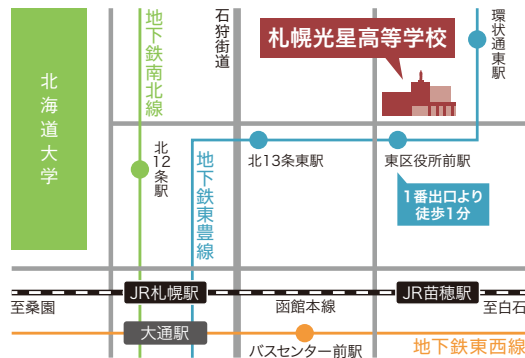 地下鉄南北線
石狩街道
札幌光星高等学校
環状通東駅
北海道大学
北12条駅
地下鉄東豊線
北13条東駅
東区役所前駅
1番出口より
徒歩1分
JR札幌駅
JR苗穂駅
至桑園
函館本線
至白石
大通駅
バスセンター前駅
地下鉄東西線